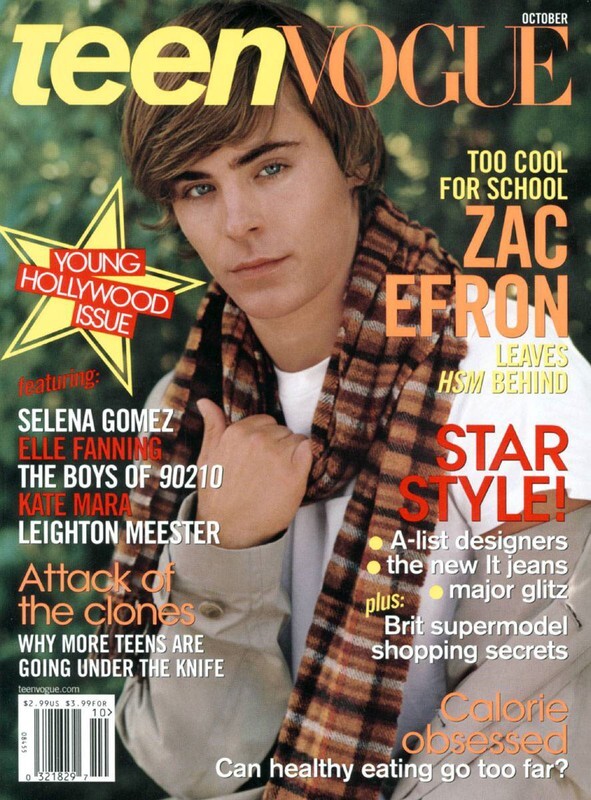 OCTOBER
teenVOGUE
TOO COOL
FOR SCHOOL
ZAC
EFRON
LEAVES
HSM BEHIND
YOUNG
HOLLYWOOD
ISSUE
featuring:
SELENA GOMEZ
ELLE FANNING
THE BOYS OF 90210
KATE MARA
LEIGHTON MEESTER
STAR
STYLE!
A-list designers
the new It jeans
major glitz
plus:
Brit supermodel
shopping secrets
Attack of
the clones
WHY MORE TEENS ARE
GOING UNDER THE KNIFE
teenvogue.com
$2.99US $3.99FOR
10>
0 321829 7
Calorie
obsessed
Can healthy eating go too far?